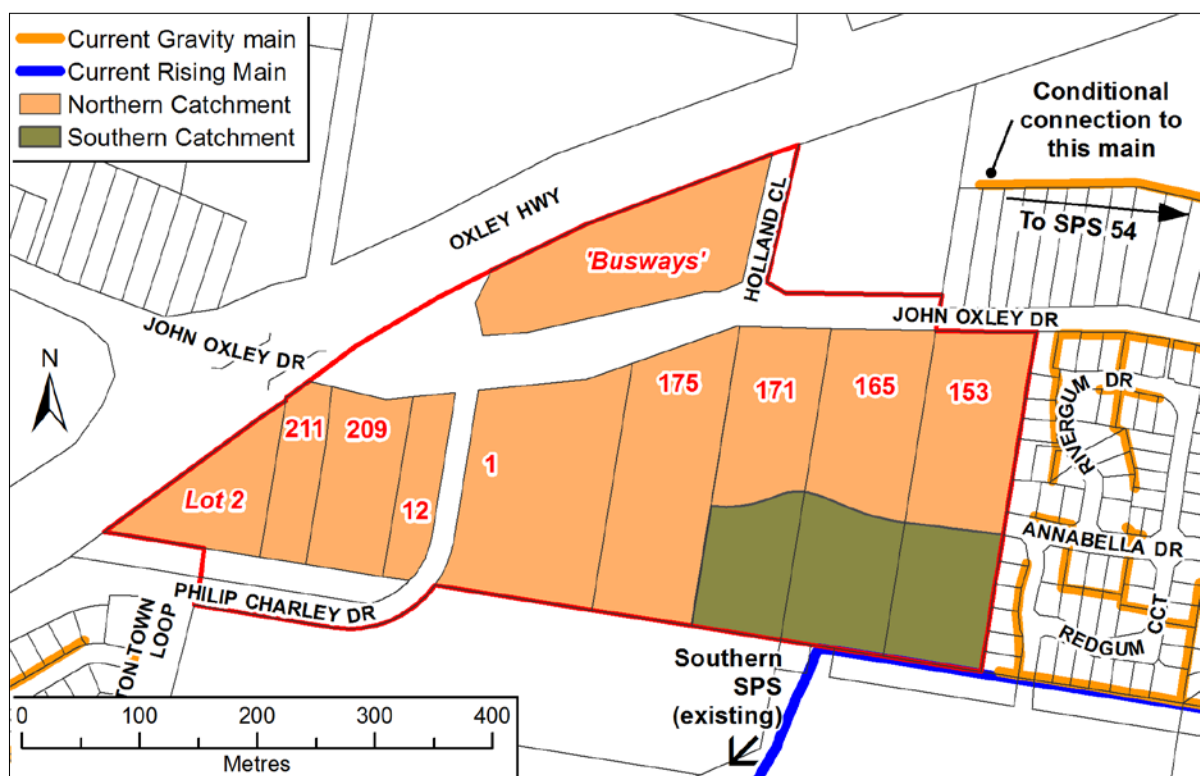 Current Gravity main
Current Rising Main
Northern Catchment
Southern Catchment
Conditional
connection to
this main
To SPS 54
OXLEY HWY
'Busways'
HOLLAND CL
JOHN OXLEY DR
JOHN OXLEY DR
N
211
209
12
1
175
171
165
153
Lot 2
RIVERGUM DR
ANNABELLA DR
REDGUM CCT
PHILIP CHARLEY DR
TON TOWN
LOOP
Southern
SPS
(existing)
0 100 200 300 400
Metres